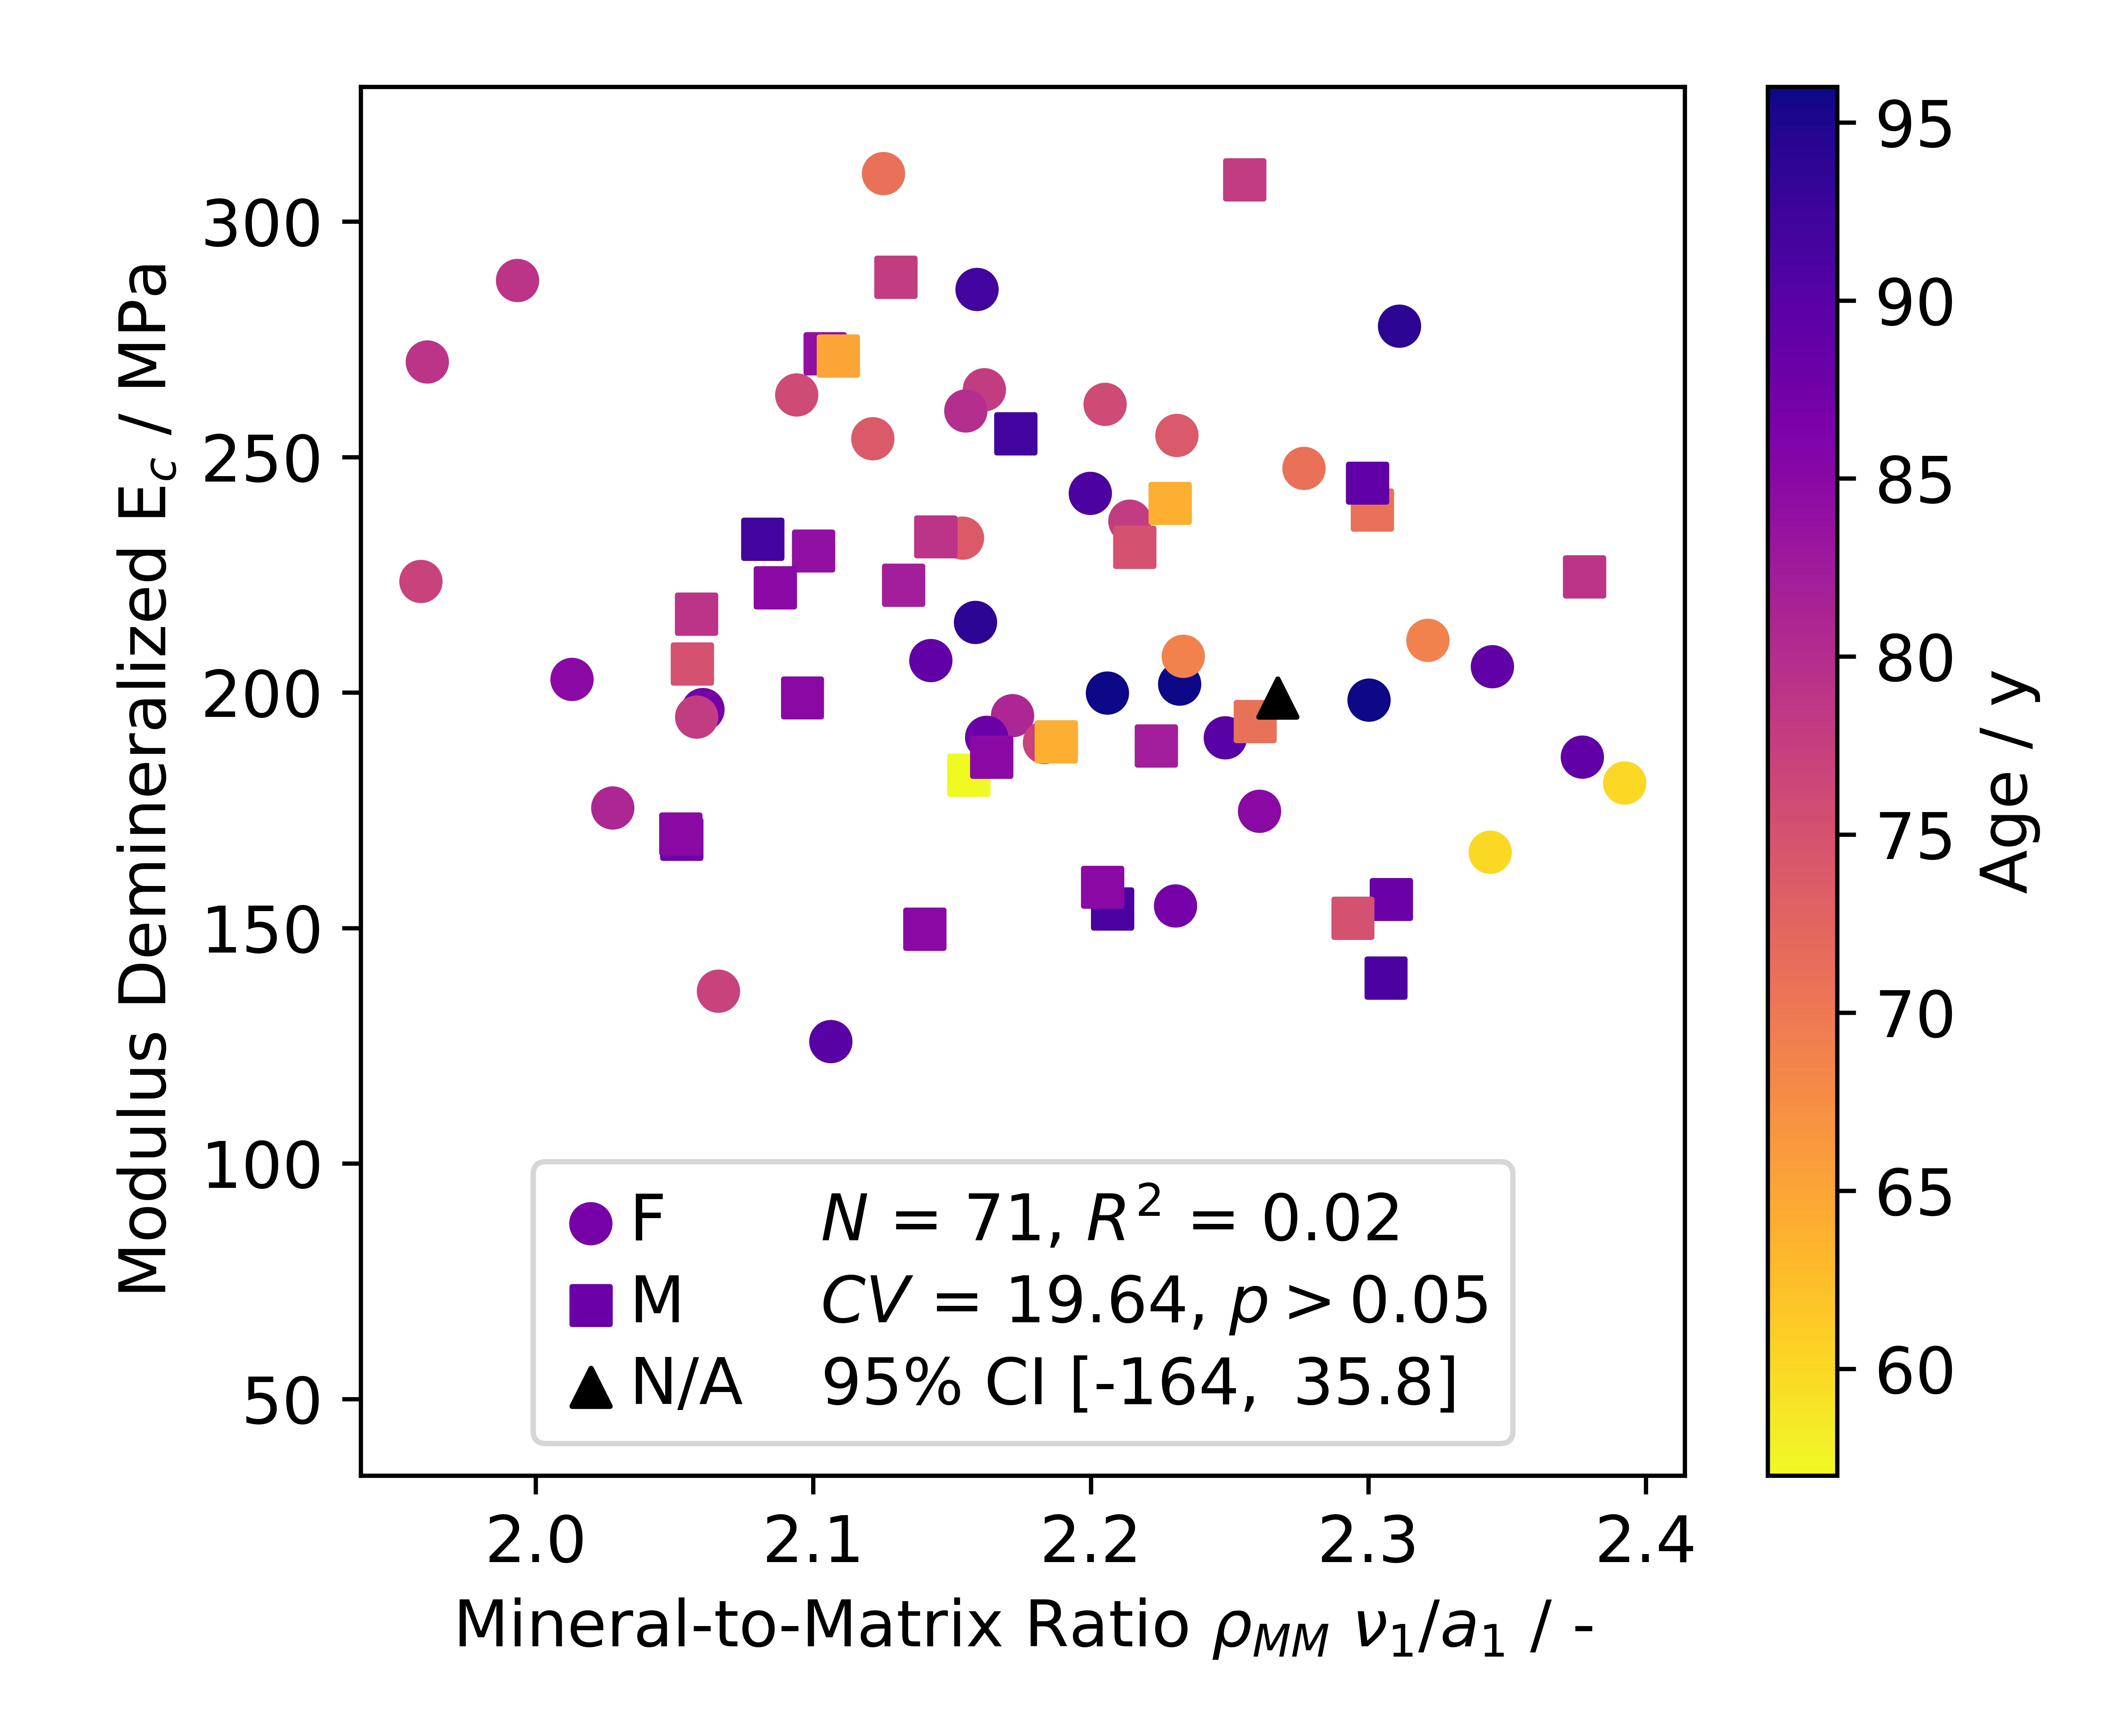 Modulus Demineralized E_c / MPa
300
250
200
150
100
50
F
M
N/A
N = 71, R² = 0.02
CV = 19.64, p > 0.05
95% CI [-164, 35.8]
2.0 2.1 2.2 2.3 2.4
Mineral-to-Matrix Ratio ρ_MM ν₁/a₁ / -
95
90
85
80
75
70
65
60
Age / y